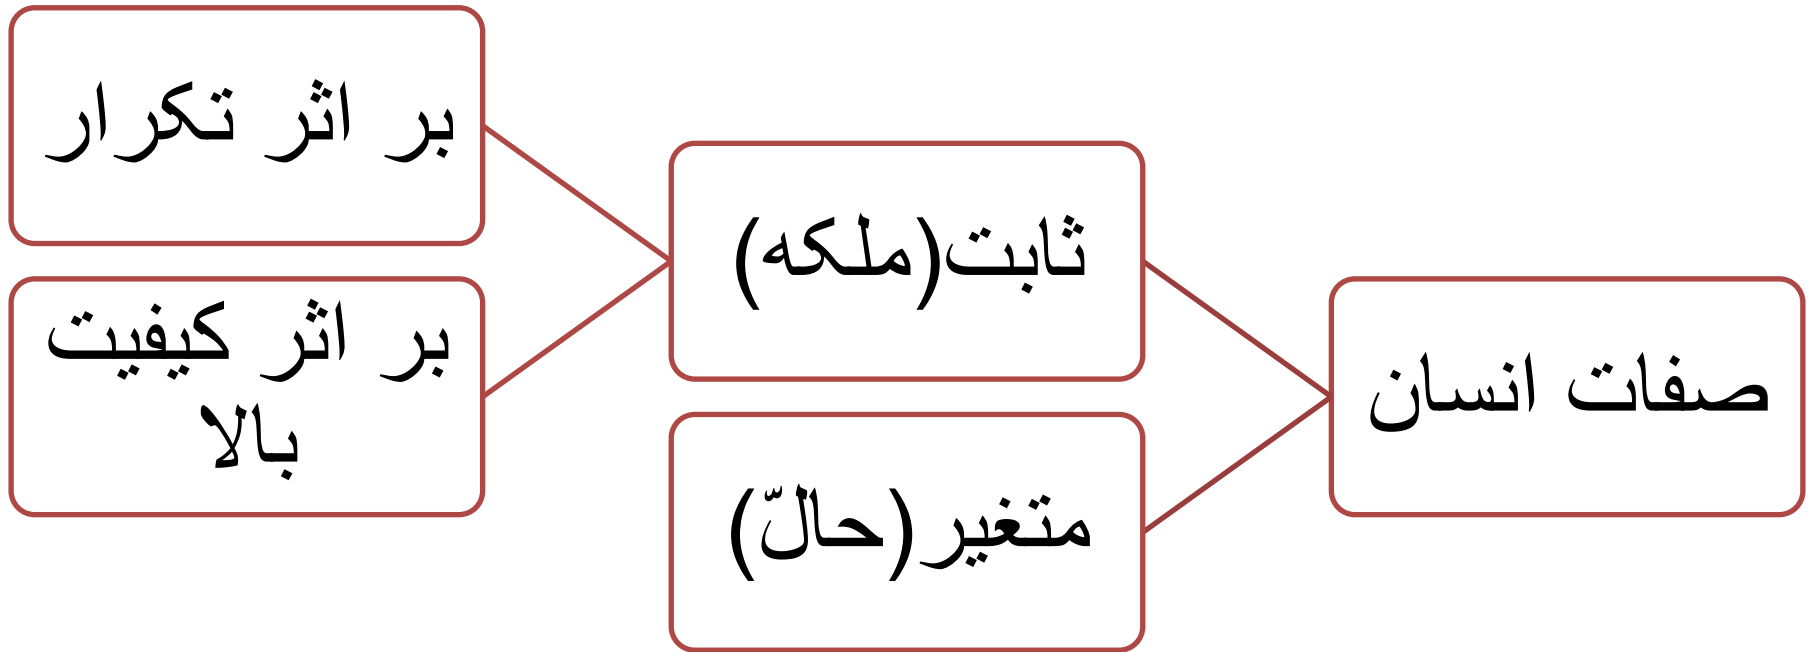 صفات انسان
ثابت(ملکه)
متغیر(حالّ)
بر اثر تکرار
بر اثر کیفیت
بالا